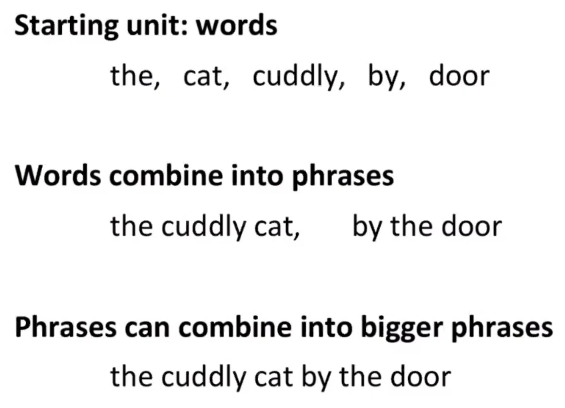 Starting unit: words
the, cat, cuddly, by, door
Words combine into phrases
the cuddly cat, by the door
Phrases can combine into bigger phrases
the cuddly cat by the door